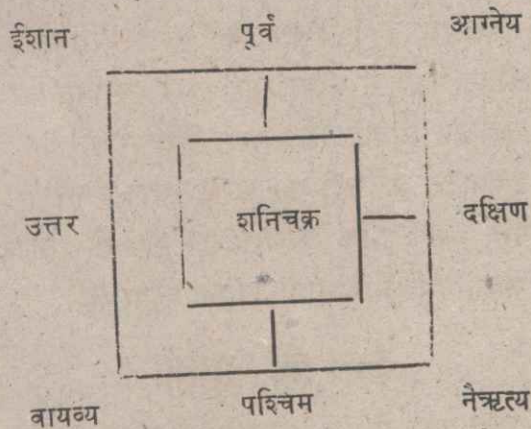 ईशान पूर्व आग्नेय
उत्तर शनिचक्र दक्षिण
वायव्य पश्चिम नैऋत्य